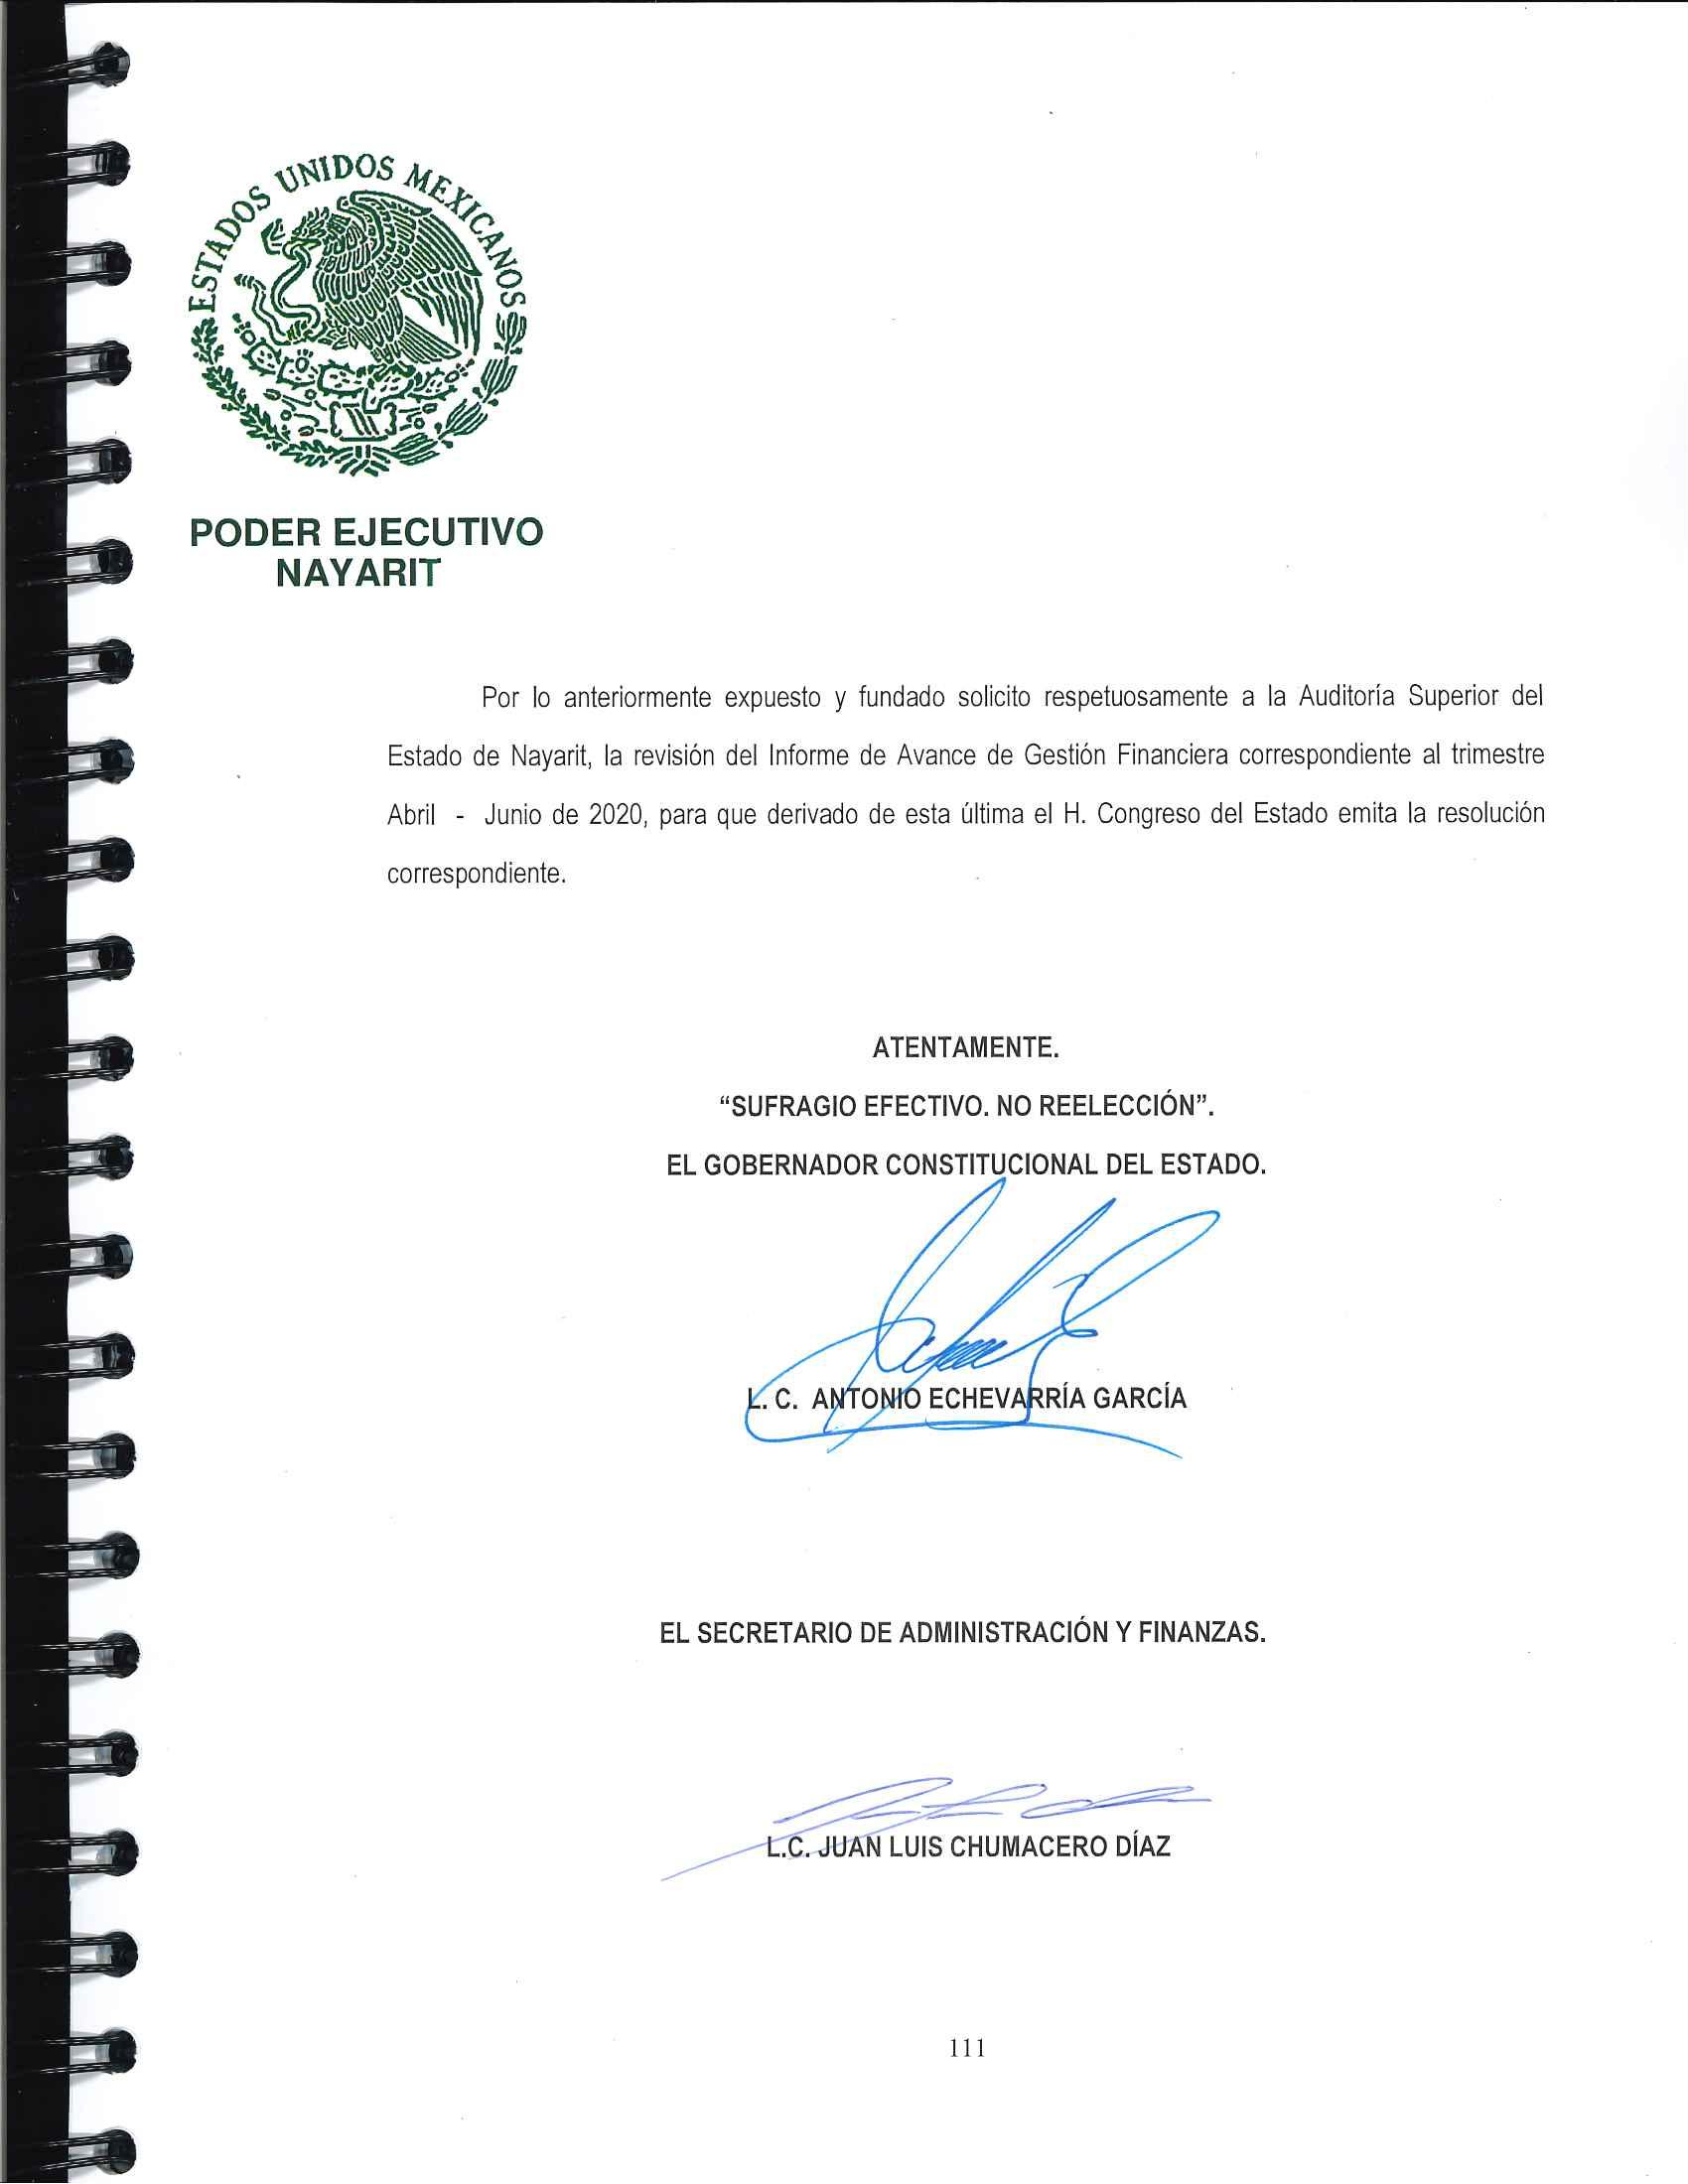 ESTADOS UNIDOS MEXICANOS
PODER EJECUTIVO
NAYARIT
Por lo anteriormente expuesto y fundado solicito respetuosamente a la Auditoría Superior del
Estado de Nayarit, la revisión del Informe de Avance de Gestión Financiera correspondiente al trimestre
Abril - Junio de 2020, para que derivado de esta última el H. Congreso del Estado emita la resolución
correspondiente.
ATENTAMENTE.
“SUFRAGIO EFECTIVO. NO REELECCIÓN”.
EL GOBERNADOR CONSTITUCIONAL DEL ESTADO.
L. C. ANTONIO ECHEVARRÍA GARCÍA
EL SECRETARIO DE ADMINISTRACIÓN Y FINANZAS.
L.C. JUAN LUIS CHUMACERO DÍAZ
111